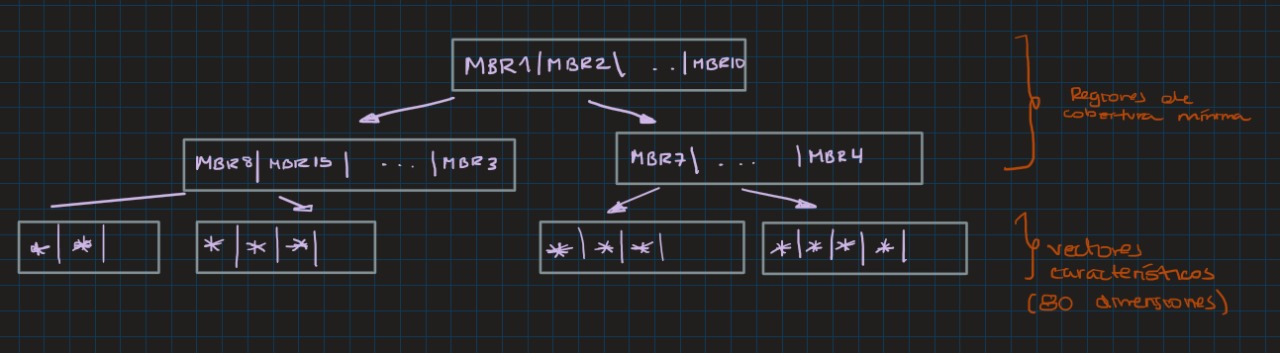 MBR1|MBR2\ ..|MBR10
Regiones de
cobertura mínima
MBR8|MBR15| ...|MBR3
MBR7\ ... |MBR4
*|*|
*|*|*|
*\*|*|
*|*|*|*|
vectores
característicos
(80 dimensiones)